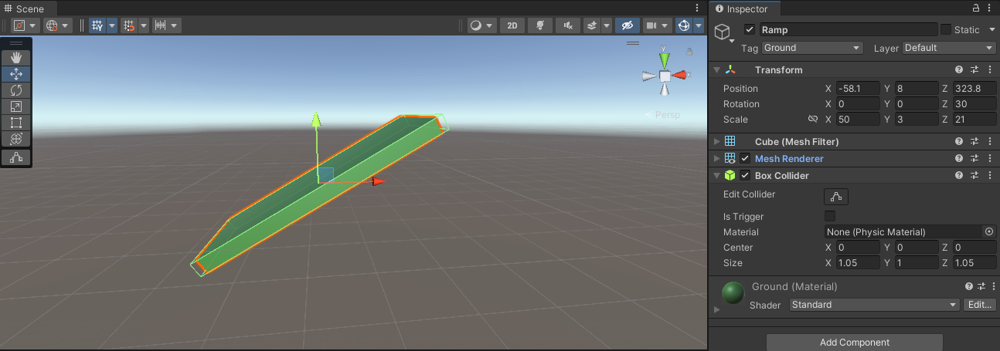 Scene
2D
y
x
Persp
Inspector
Ramp
Static
Tag Ground Layer Default
Transform
Position X -58.1 Y 8 Z 323.8
Rotation X 0 Y 0 Z 30
Scale X 50 Y 3 Z 21
Cube (Mesh Filter)
Mesh Renderer
Box Collider
Edit Collider
Is Trigger
Material None (Physic Material)
Center X 0 Y 0 Z 0
Size X 1.05 Y 1 Z 1.05
Ground (Material)
Shader Standard Edit...
Add Component